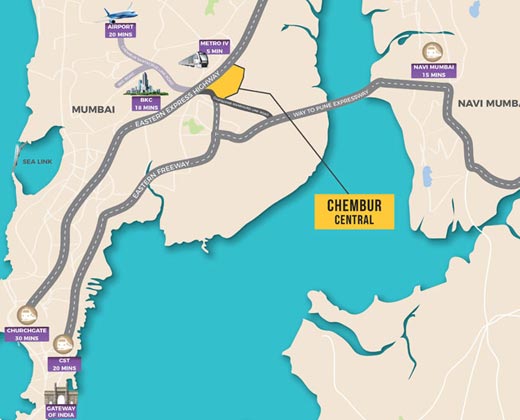 AIRPORT
20 MINS
METRO IV
5 MIN
NAVI MUMBAI
15 MINS
BKC
18 MINS
MUMBAI
EASTERN EXPRESS HIGHWAY
WAY TO PUNE EXPRESSWAY
NAVI MUMB
SEA LINK
EASTERN FREEWAY
CHEMBUR
CENTRAL
CHURCHGATE
30 MINS
CST
20 MINS
GATEWAY
OF INDIA